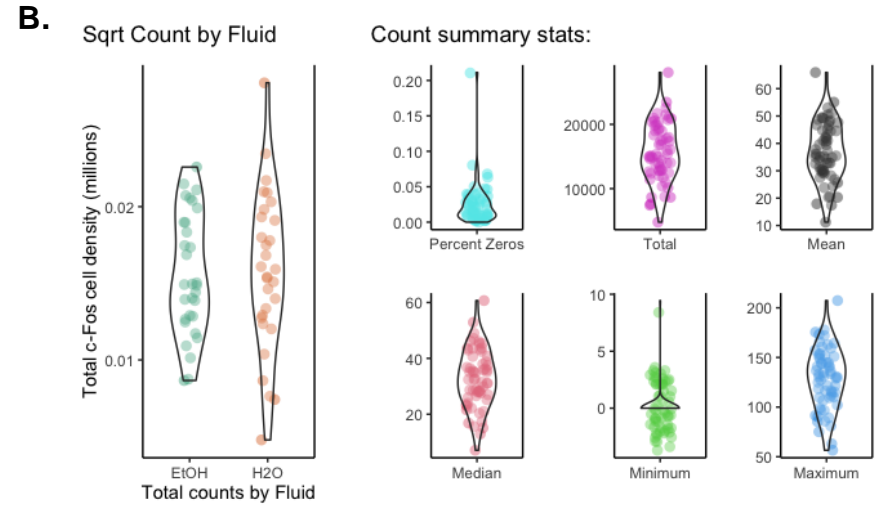 B.
Sqrt Count by Fluid
Total c-Fos cell density (millions)
0.02
0.01
EtOH
H2O
Total counts by Fluid
Count summary stats:
0.20
0.15
0.10
0.05
0.00
Percent Zeros
20000
10000
Total
60
50
40
30
20
10
Mean
60
40
20
Median
10
5
0
Minimum
200
150
100
50
Maximum